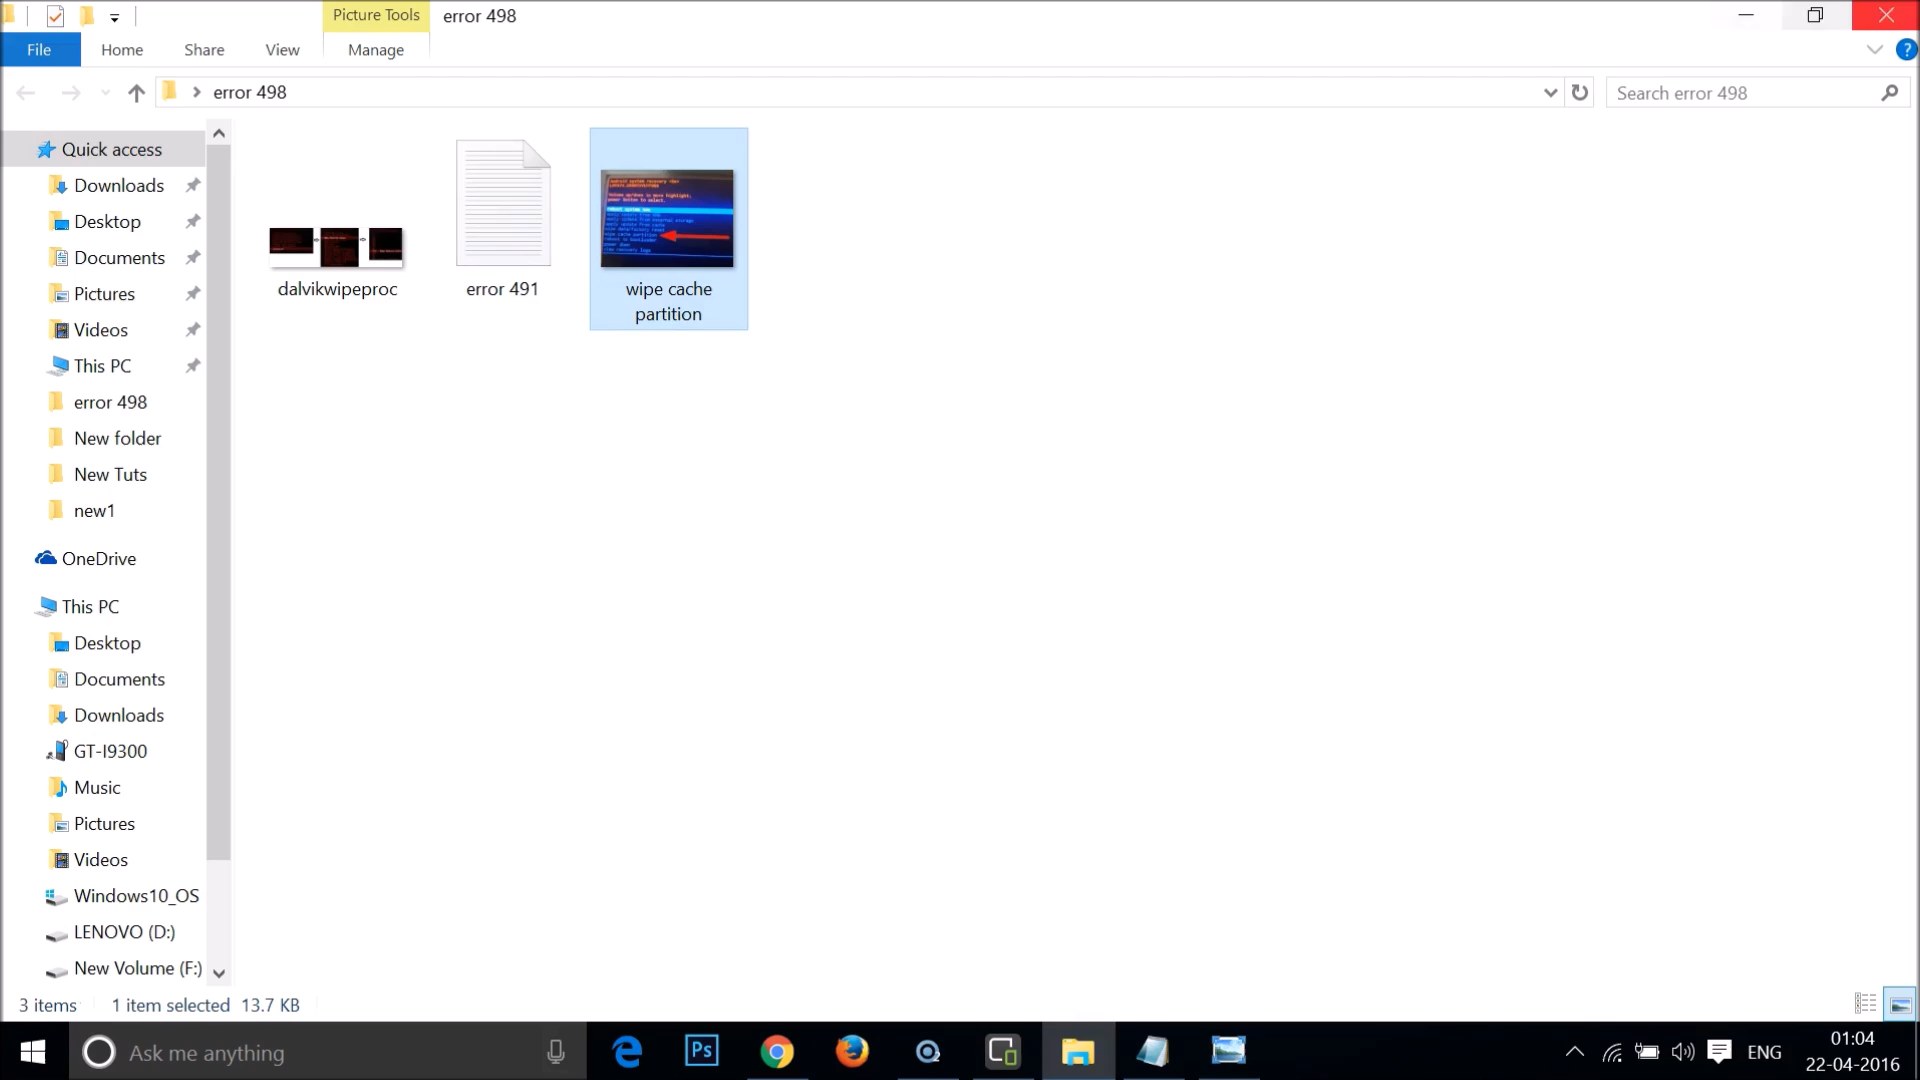 Picture Tools
error 498
File
Home
Share
View
Manage
?
error 498
Search error 498
Quick access
Downloads
Desktop
Documents
Pictures
Videos
This PC
error 498
New folder
New Tuts
new1
OneDrive
This PC
Desktop
Documents
Downloads
GT-I9300
Music
Pictures
Videos
Windows10_OS
LENOVO (D:)
New Volume (F:)
dalvikwipeproc
error 491
wipe cache
partition
3 items
1 item selected 13.7 KB
Ask me anything
Ps
ENG
01:04
22-04-2016